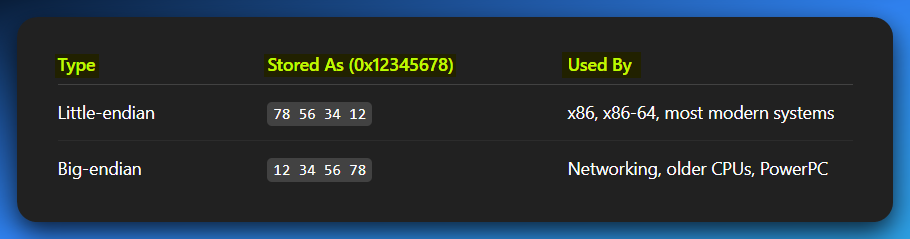 Type Stored As (0x12345678) Used By
Little-endian 78 56 34 12 x86, x86-64, most modern systems
Big-endian 12 34 56 78 Networking, older CPUs, PowerPC